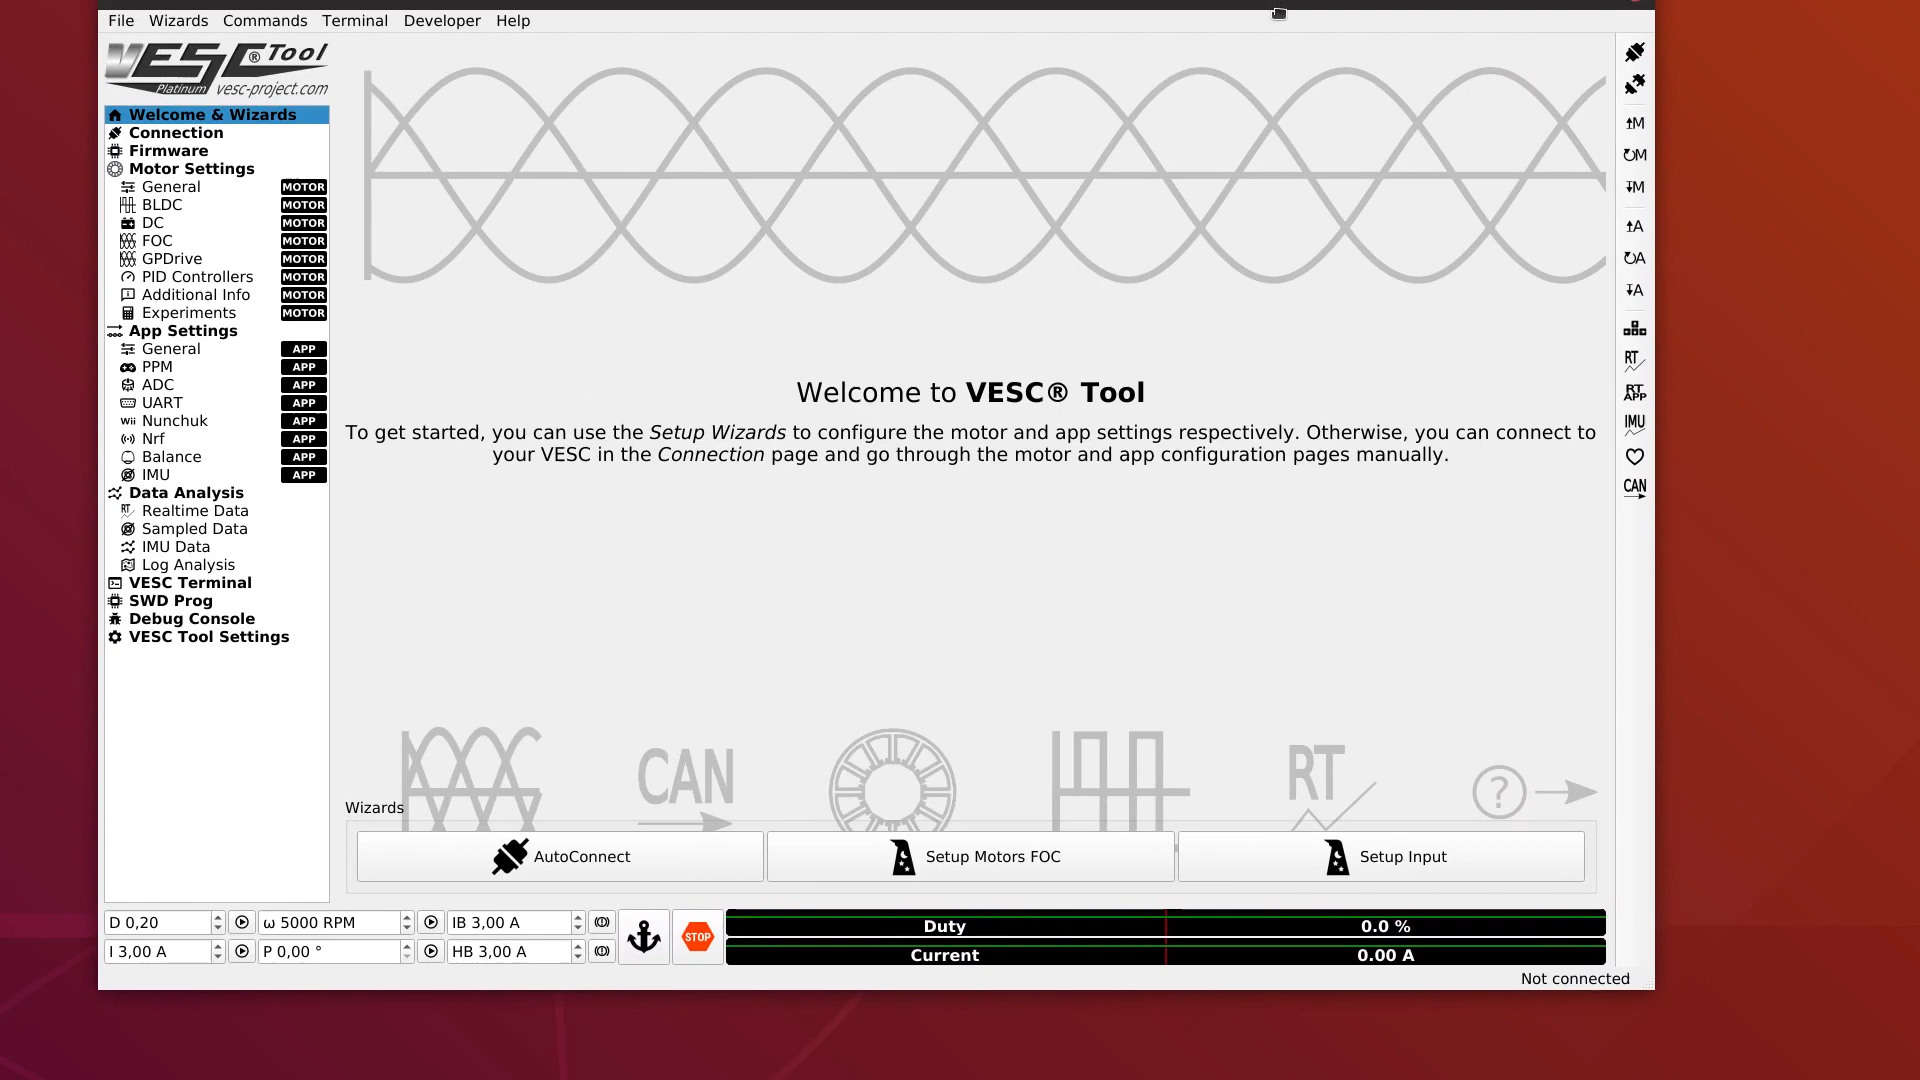 File Wizards Commands Terminal Developer Help
VESC® Tool
Platinum vesc-project.com
Welcome & Wizards
Connection
Firmware
Motor Settings
General MOTOR
BLDC MOTOR
DC MOTOR
FOC MOTOR
GPDrive MOTOR
PID Controllers MOTOR
Additional Info MOTOR
Experiments MOTOR
App Settings
General APP
PPM APP
ADC APP
UART APP
Wii Nunchuk APP
Nrf APP
Balance APP
IMU APP
Data Analysis
RT Realtime Data
Sampled Data
IMU Data
Log Analysis
VESC Terminal
SWD Prog
Debug Console
VESC Tool Settings
Welcome to VESC® Tool
To get started, you can use the Setup Wizards to configure the motor and app settings respectively. Otherwise, you can connect to
your VESC in the Connection page and go through the motor and app configuration pages manually.
CAN
RT
?
Wizards
AutoConnect
Setup Motors FOC
Setup Input
D 0,20
ω 5000 RPM
IB 3,00 A
I 3,00 A
P 0,00 °
HB 3,00 A
STOP
Duty 0.0 %
Current 0.00 A
Not connected
M
M
M
A
A
A
RT
RT
APP
IMU
CAN